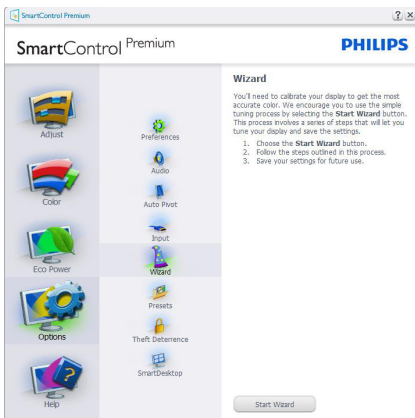 SmartControl Premium
? ×
SmartControl Premium
PHILIPS
Adjust
Color
Eco Power
Options
Help
Preferences
Audio
Auto Pivot
Input
Wizard
Presets
Theft Deterrence
SmartDesktop
Wizard
You'll need to calibrate your display to get the most
accurate color. We encourage you to use the simple
tuning process by selecting the Start Wizard button.
This process involves a series of steps that will let you
tune your display and save the settings.
1. Choose the Start Wizard button.
2. Follow the steps outlined in this process.
3. Save your settings for future use.
Start Wizard